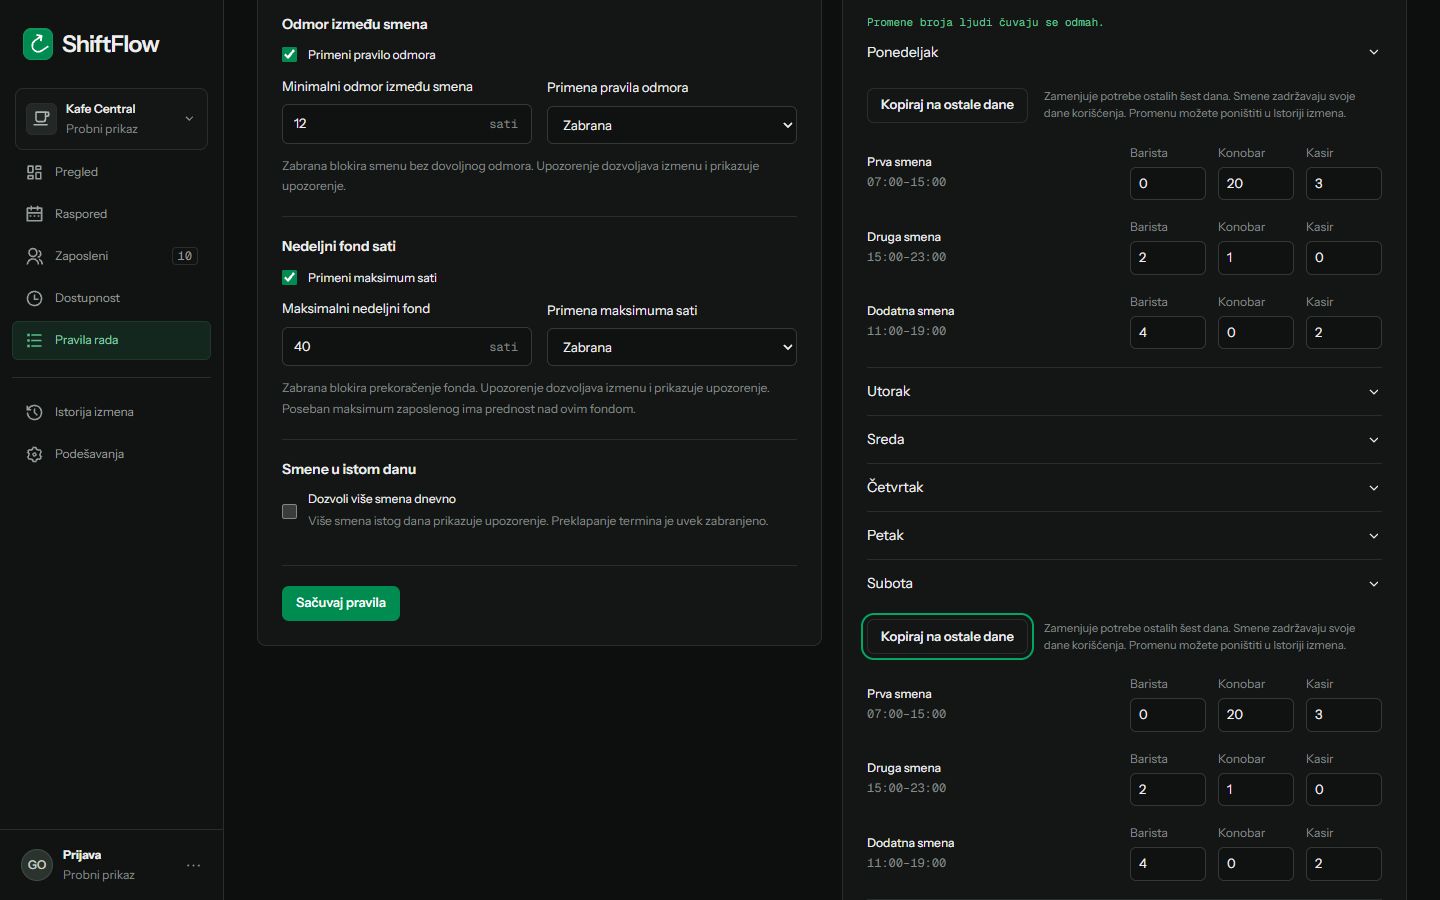 ShiftFlow
Kafe Central
Probni prikaz
Pregled
Raspored
Zaposleni 10
Dostupnost
Pravila rada
Istorija izmena
Podešavanja
GO
Prijava
Probni prikaz
Odmor između smena
Primeni pravilo odmora
Minimalni odmor između smena
12 sati
Primena pravila odmora
Zabrana
Zabrana blokira smenu bez dovoljnog odmora. Upozorenje dozvoljava izmenu i prikazuje
upozorenje.
Nedeljni fond sati
Primeni maksimum sati
Maksimalni nedeljni fond
40 sati
Primena maksimuma sati
Zabrana
Zabrana blokira prekoračenje fonda. Upozorenje dozvoljava izmenu i prikazuje upozorenje.
Poseban maksimum zaposlenog ima prednost nad ovim fondom.
Smene u istom danu
Dozvoli više smena dnevno
Više smena istog dana prikazuje upozorenje. Preklapanje termina je uvek zabranjeno.
Sačuvaj pravila
Promene broja ljudi čuvaju se odmah.
Ponedeljak
Kopiraj na ostale dane
Zamenjuje potrebe ostalih šest dana. Smene zadržavaju svoje
dane korišćenja. Promenu možete poništiti u Istoriji izmena.
Prva smena
07:00–15:00
Barista Konobar Kasir
0 20 3
Druga smena
15:00–23:00
Barista Konobar Kasir
2 1 0
Dodatna smena
11:00–19:00
Barista Konobar Kasir
4 0 2
Utorak
Sreda
Četvrtak
Petak
Subota
Kopiraj na ostale dane
Zamenjuje potrebe ostalih šest dana. Smene zadržavaju svoje
dane korišćenja. Promenu možete poništiti u Istoriji izmena.
Prva smena
07:00–15:00
Barista Konobar Kasir
0 20 3
Druga smena
15:00–23:00
Barista Konobar Kasir
2 1 0
Dodatna smena
11:00–19:00
Barista Konobar Kasir
4 0 2